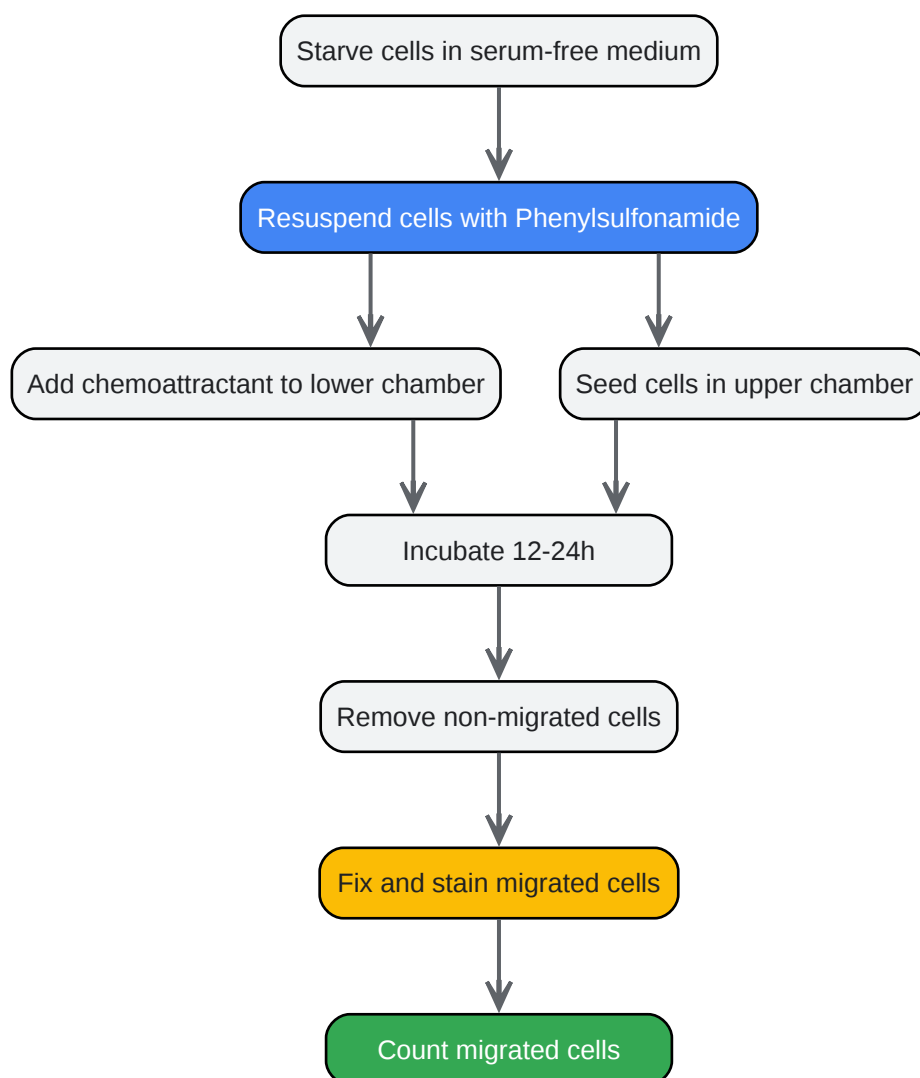 Starve cells in serum-free medium
Resuspend cells with Phenylsulfonamide
Add chemoattractant to lower chamber
Seed cells in upper chamber
Incubate 12-24h
Remove non-migrated cells
Fix and stain migrated cells
Count migrated cells